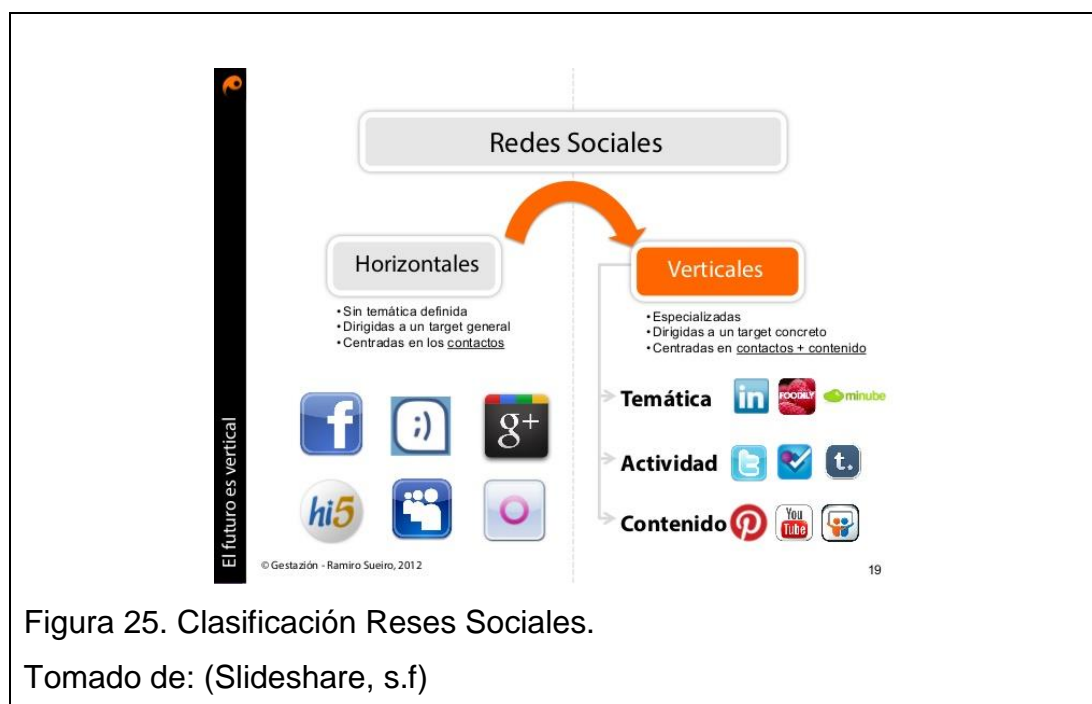 Redes Sociales
Horizontales
•Sin temática definida
•Dirigidas a un target general
•Centradas en los contactos
f
;)
g+
hi5
Verticales
•Especializadas
•Dirigidas a un target concreto
•Centradas en contactos + contenido
Temática in FOODILY minube
Actividad t.
Contenido P You Tube
El futuro es vertical
© Gestazión - Ramiro Sueiro, 2012
19
Figura 25. Clasificación Reses Sociales.
Tomado de: (Slideshare, s.f)